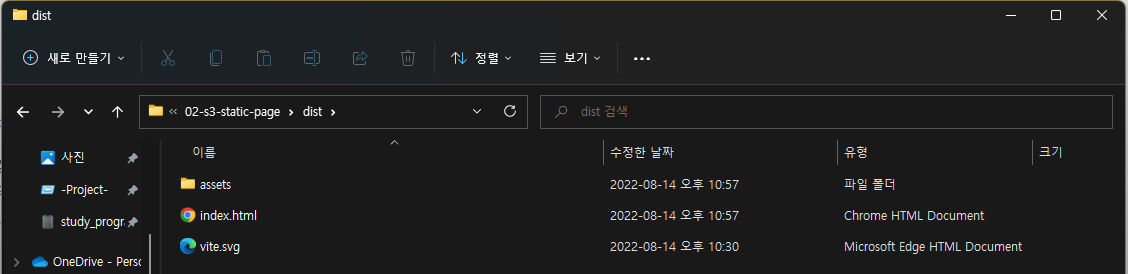 dist
새로 만들기
정렬
보기
02-s3-static-page
dist
dist 검색
이름 수정한 날짜 유형 크기
사진
-Project-
study_progra
OneDrive - Perso
assets 2022-08-14 오후 10:57 파일 폴더
index.html 2022-08-14 오후 10:57 Chrome HTML Document
vite.svg 2022-08-14 오후 10:30 Microsoft Edge HTML Document